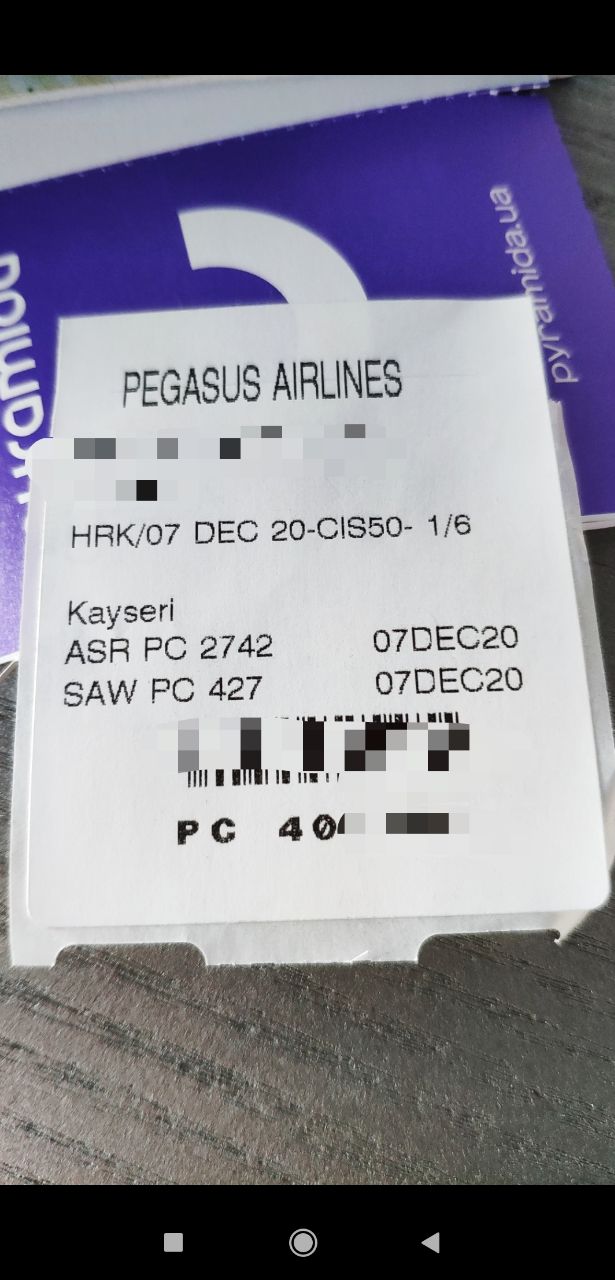 pyramida.ua
PEGASUS AIRLINES
HRK/07 DEC 20-CIS50- 1/6
Kayseri
ASR PC 2742 07DEC20
SAW PC 427 07DEC20
PC 40